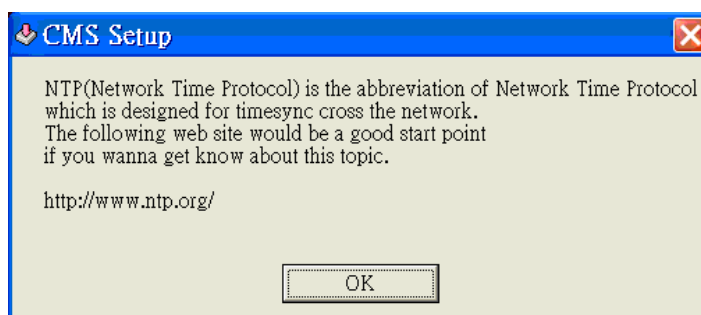 CMS Setup
NTP(Network Time Protocol) is the abbreviation of Network Time Protocol
which is designed for timesync cross the network.
The following web site would be a good start point
if you wanna get know about this topic.
http://www.ntp.org/
OK